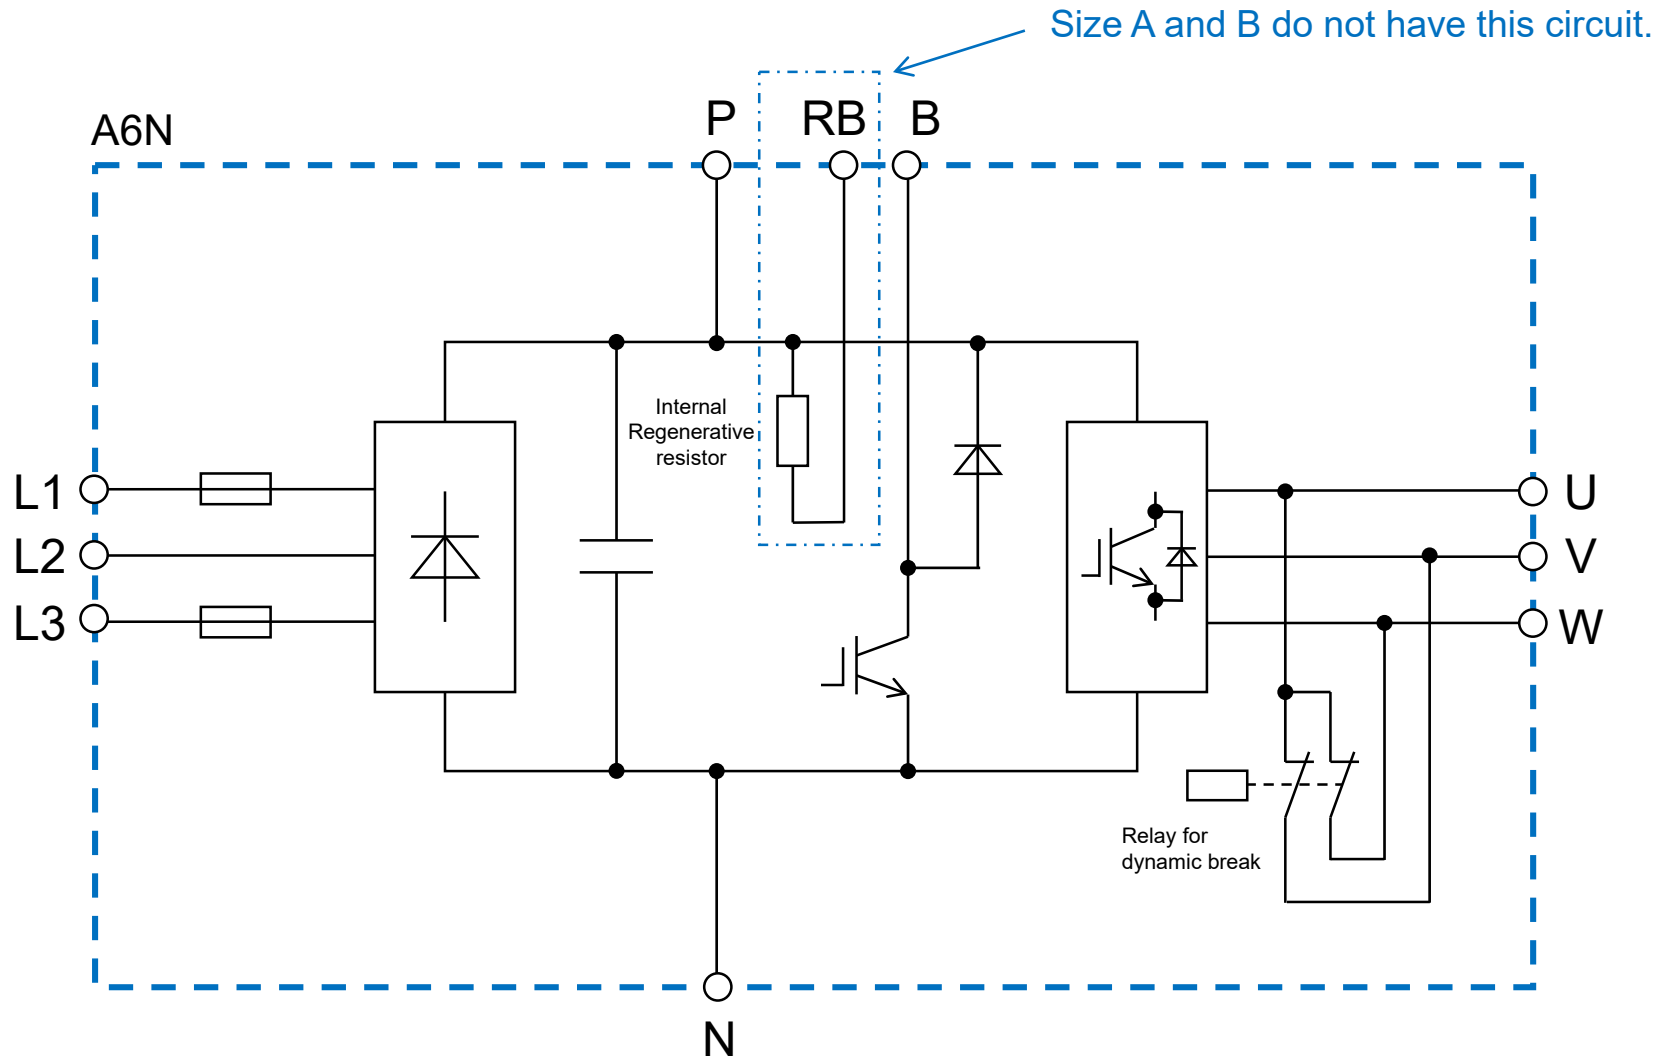 Size A and B do not have this circuit.
A6N
P
RB
B
Internal
Regenerative
resistor
L1
L2
L3
U
V
W
Relay for
dynamic break
N